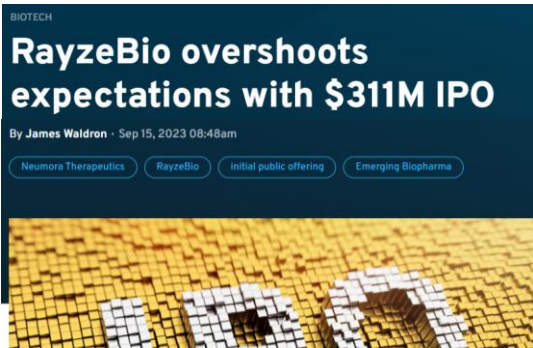 BIOTECH
RayzeBio overshoots
expectations with $311M IPO
By James Waldron · Sep 15, 2023 08:48am
Neumora Therapeutics
RayzeBio
initial public offering
Emerging Biopharma
IPO